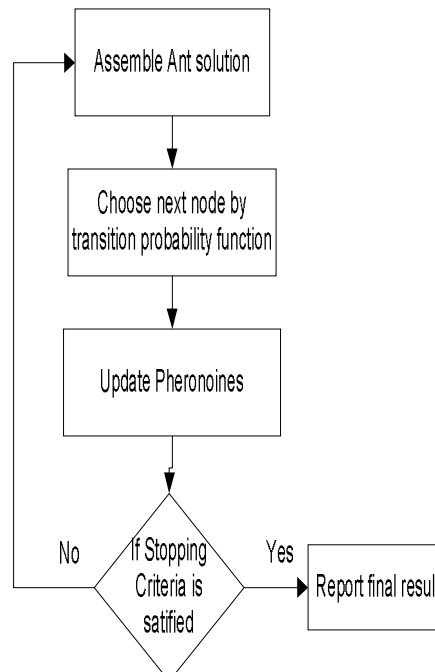 Assemble Ant solution
Choose next node by
transition probability function
Update Pheronoines
No
If Stopping
Criteria is
satified
Yes
Report final result